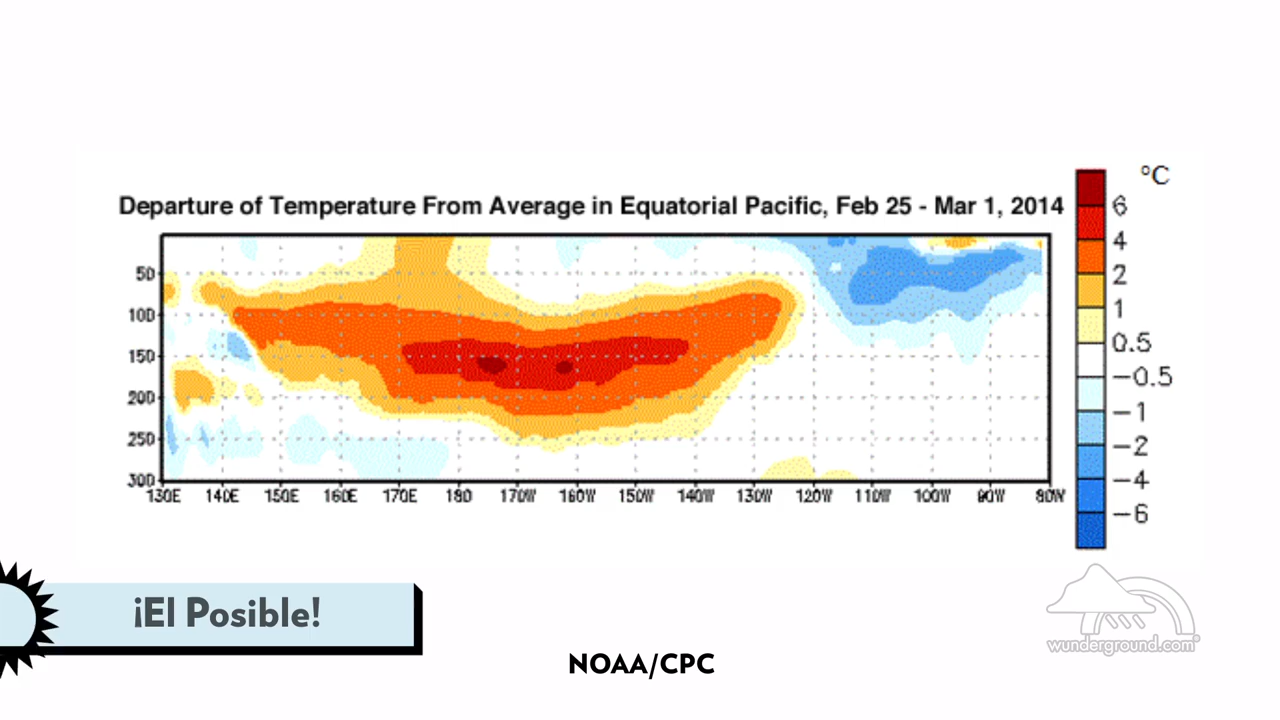 Departure of Temperature From Average in Equatorial Pacific, Feb 25 - Mar 1, 2014
°C
6
4
2
1
0.5
−0.5
−1
−2
−4
−6
50
100
150
200
250
300
130E 140E 150E 160E 170E 180 170W 160W 150W 140W 130W 120W 110W 100W 90W 80W
¡El Posible!
wunderground.com®
NOAA/CPC